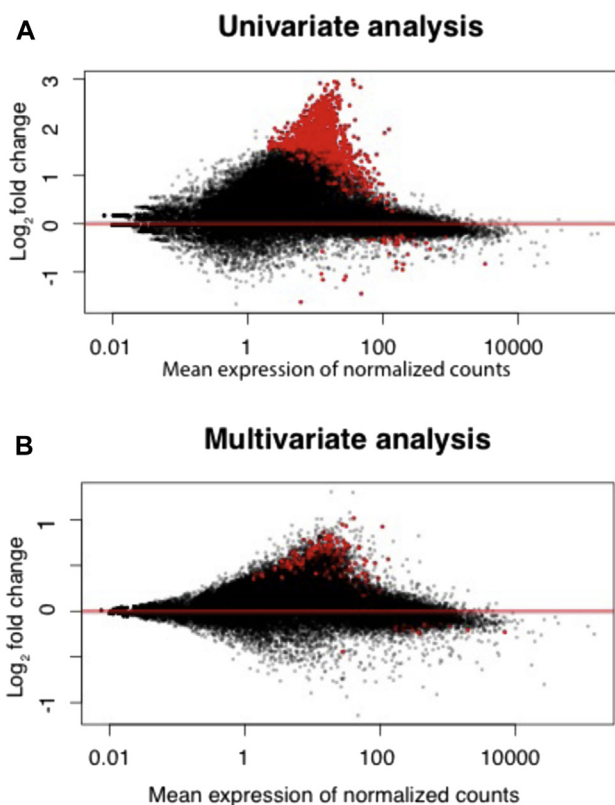 A
Univariate analysis
Log2 fold change
3
2
1
0
-1
0.01 1 100 10000
Mean expression of normalized counts
B
Multivariate analysis
Log2 fold change
1
0
-1
0.01 1 100 10000
Mean expression of normalized counts